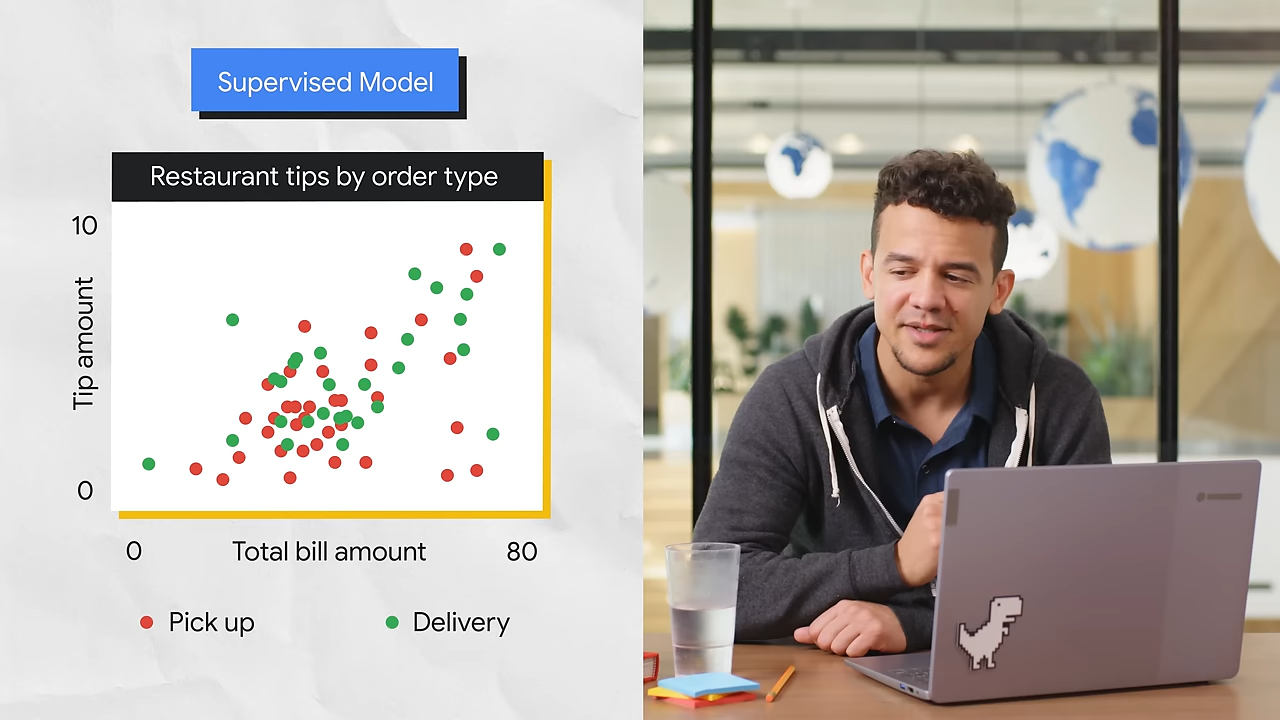 Supervised Model
Restaurant tips by order type
10
Tip amount
0
0 Total bill amount 80
Pick up Delivery